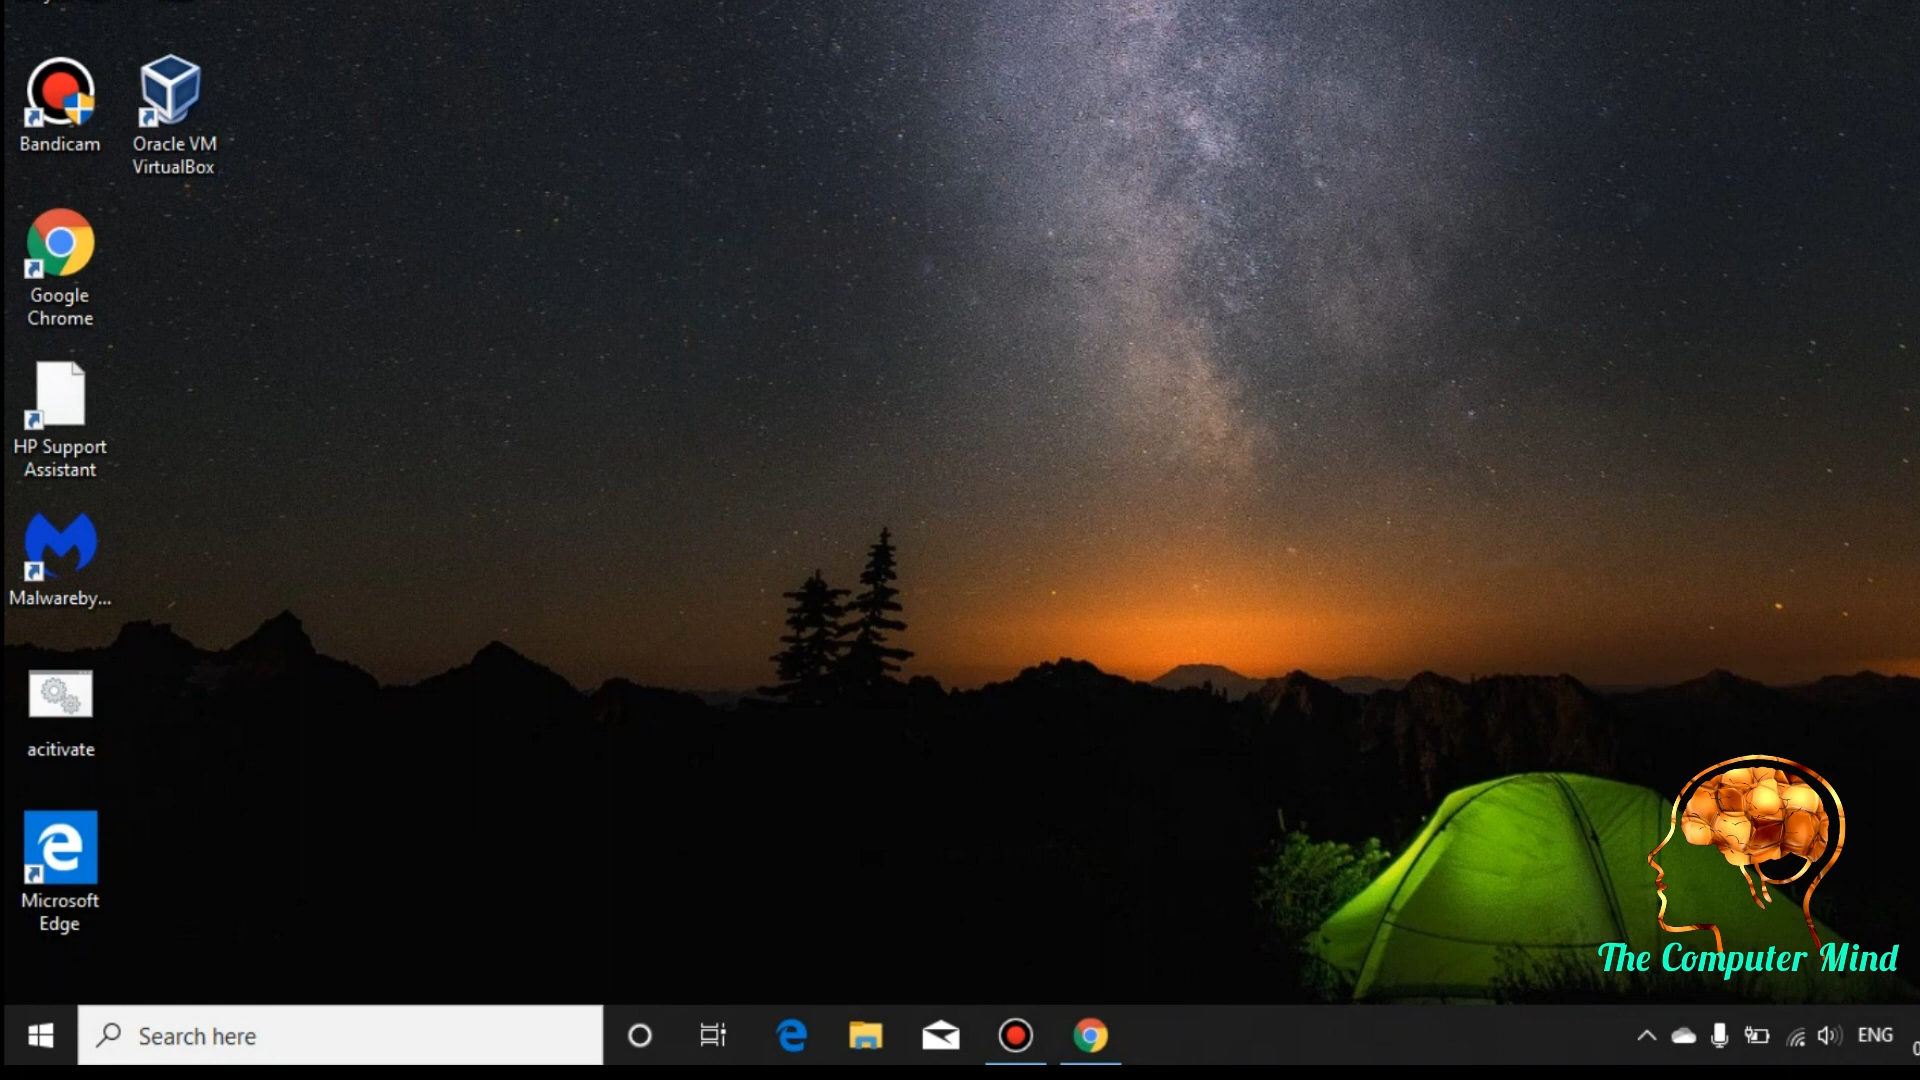 Bandicam
Oracle VM
VirtualBox
Google
Chrome
HP Support
Assistant
Malwareby...
acitivate
Microsoft
Edge
The Computer Mind
Search here
ENG